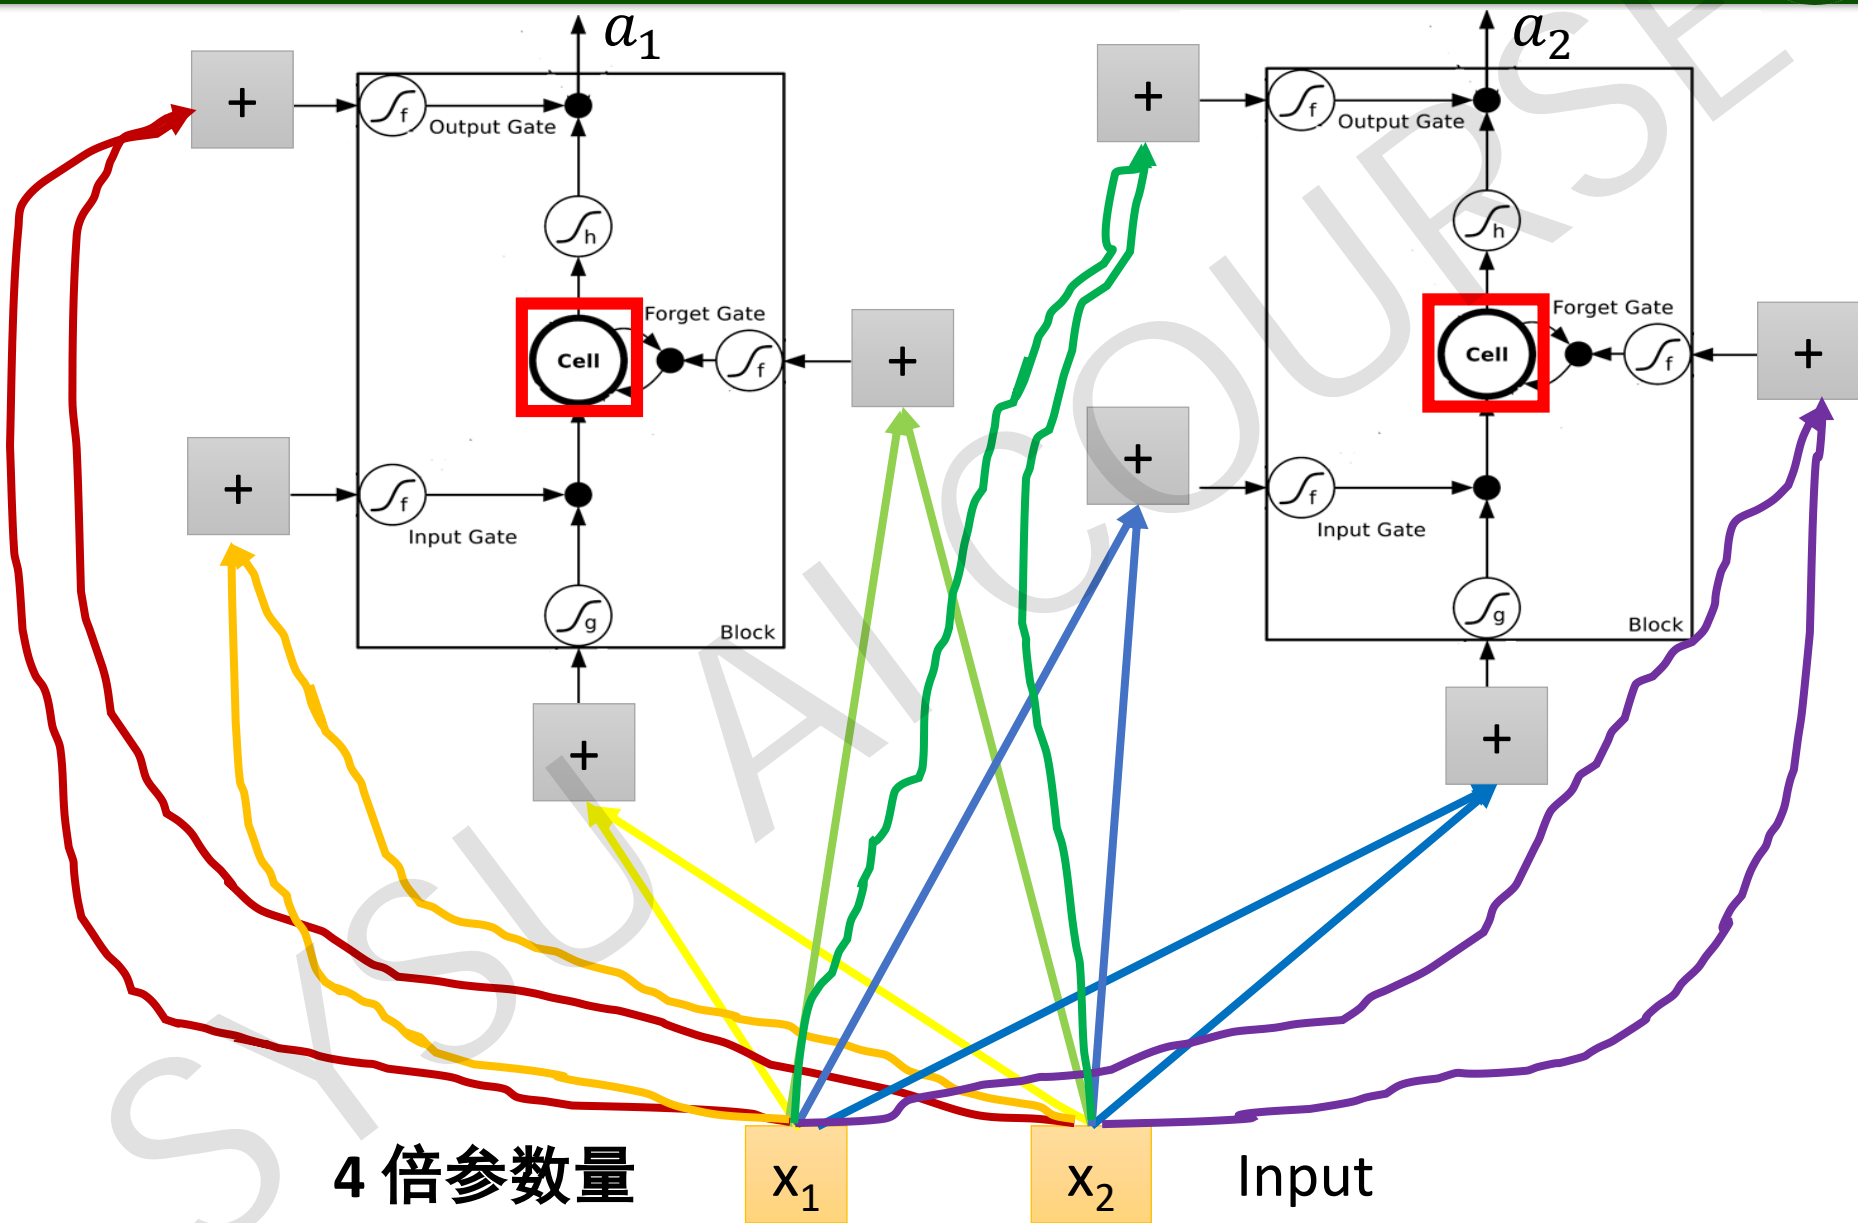 a₁
+
f
Output Gate
h
Forget Gate
Cell
f
+
+
f
Input Gate
g
Block
+
a₂
+
f
Output Gate
h
Forget Gate
Cell
f
+
+
f
Input Gate
g
Block
+
4 倍参数量
x₁
x₂
Input
SYSU AI COURSE